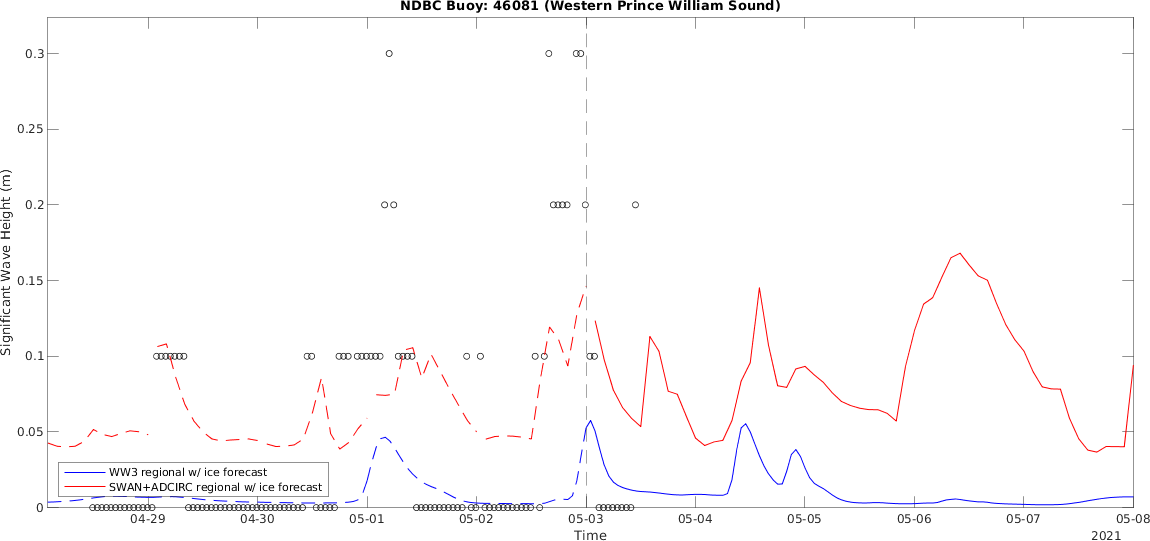 NDBC Buoy: 46081 (Western Prince William Sound)
Significant Wave Height (m)
0.3
0.25
0.2
0.15
0.1
0.05
0
WW3 regional w/ ice forecast
SWAN+ADCIRC regional w/ ice forecast
04-29 04-30 05-01 05-02 05-03 05-04 05-05 05-06 05-07 05-08
Time
2021